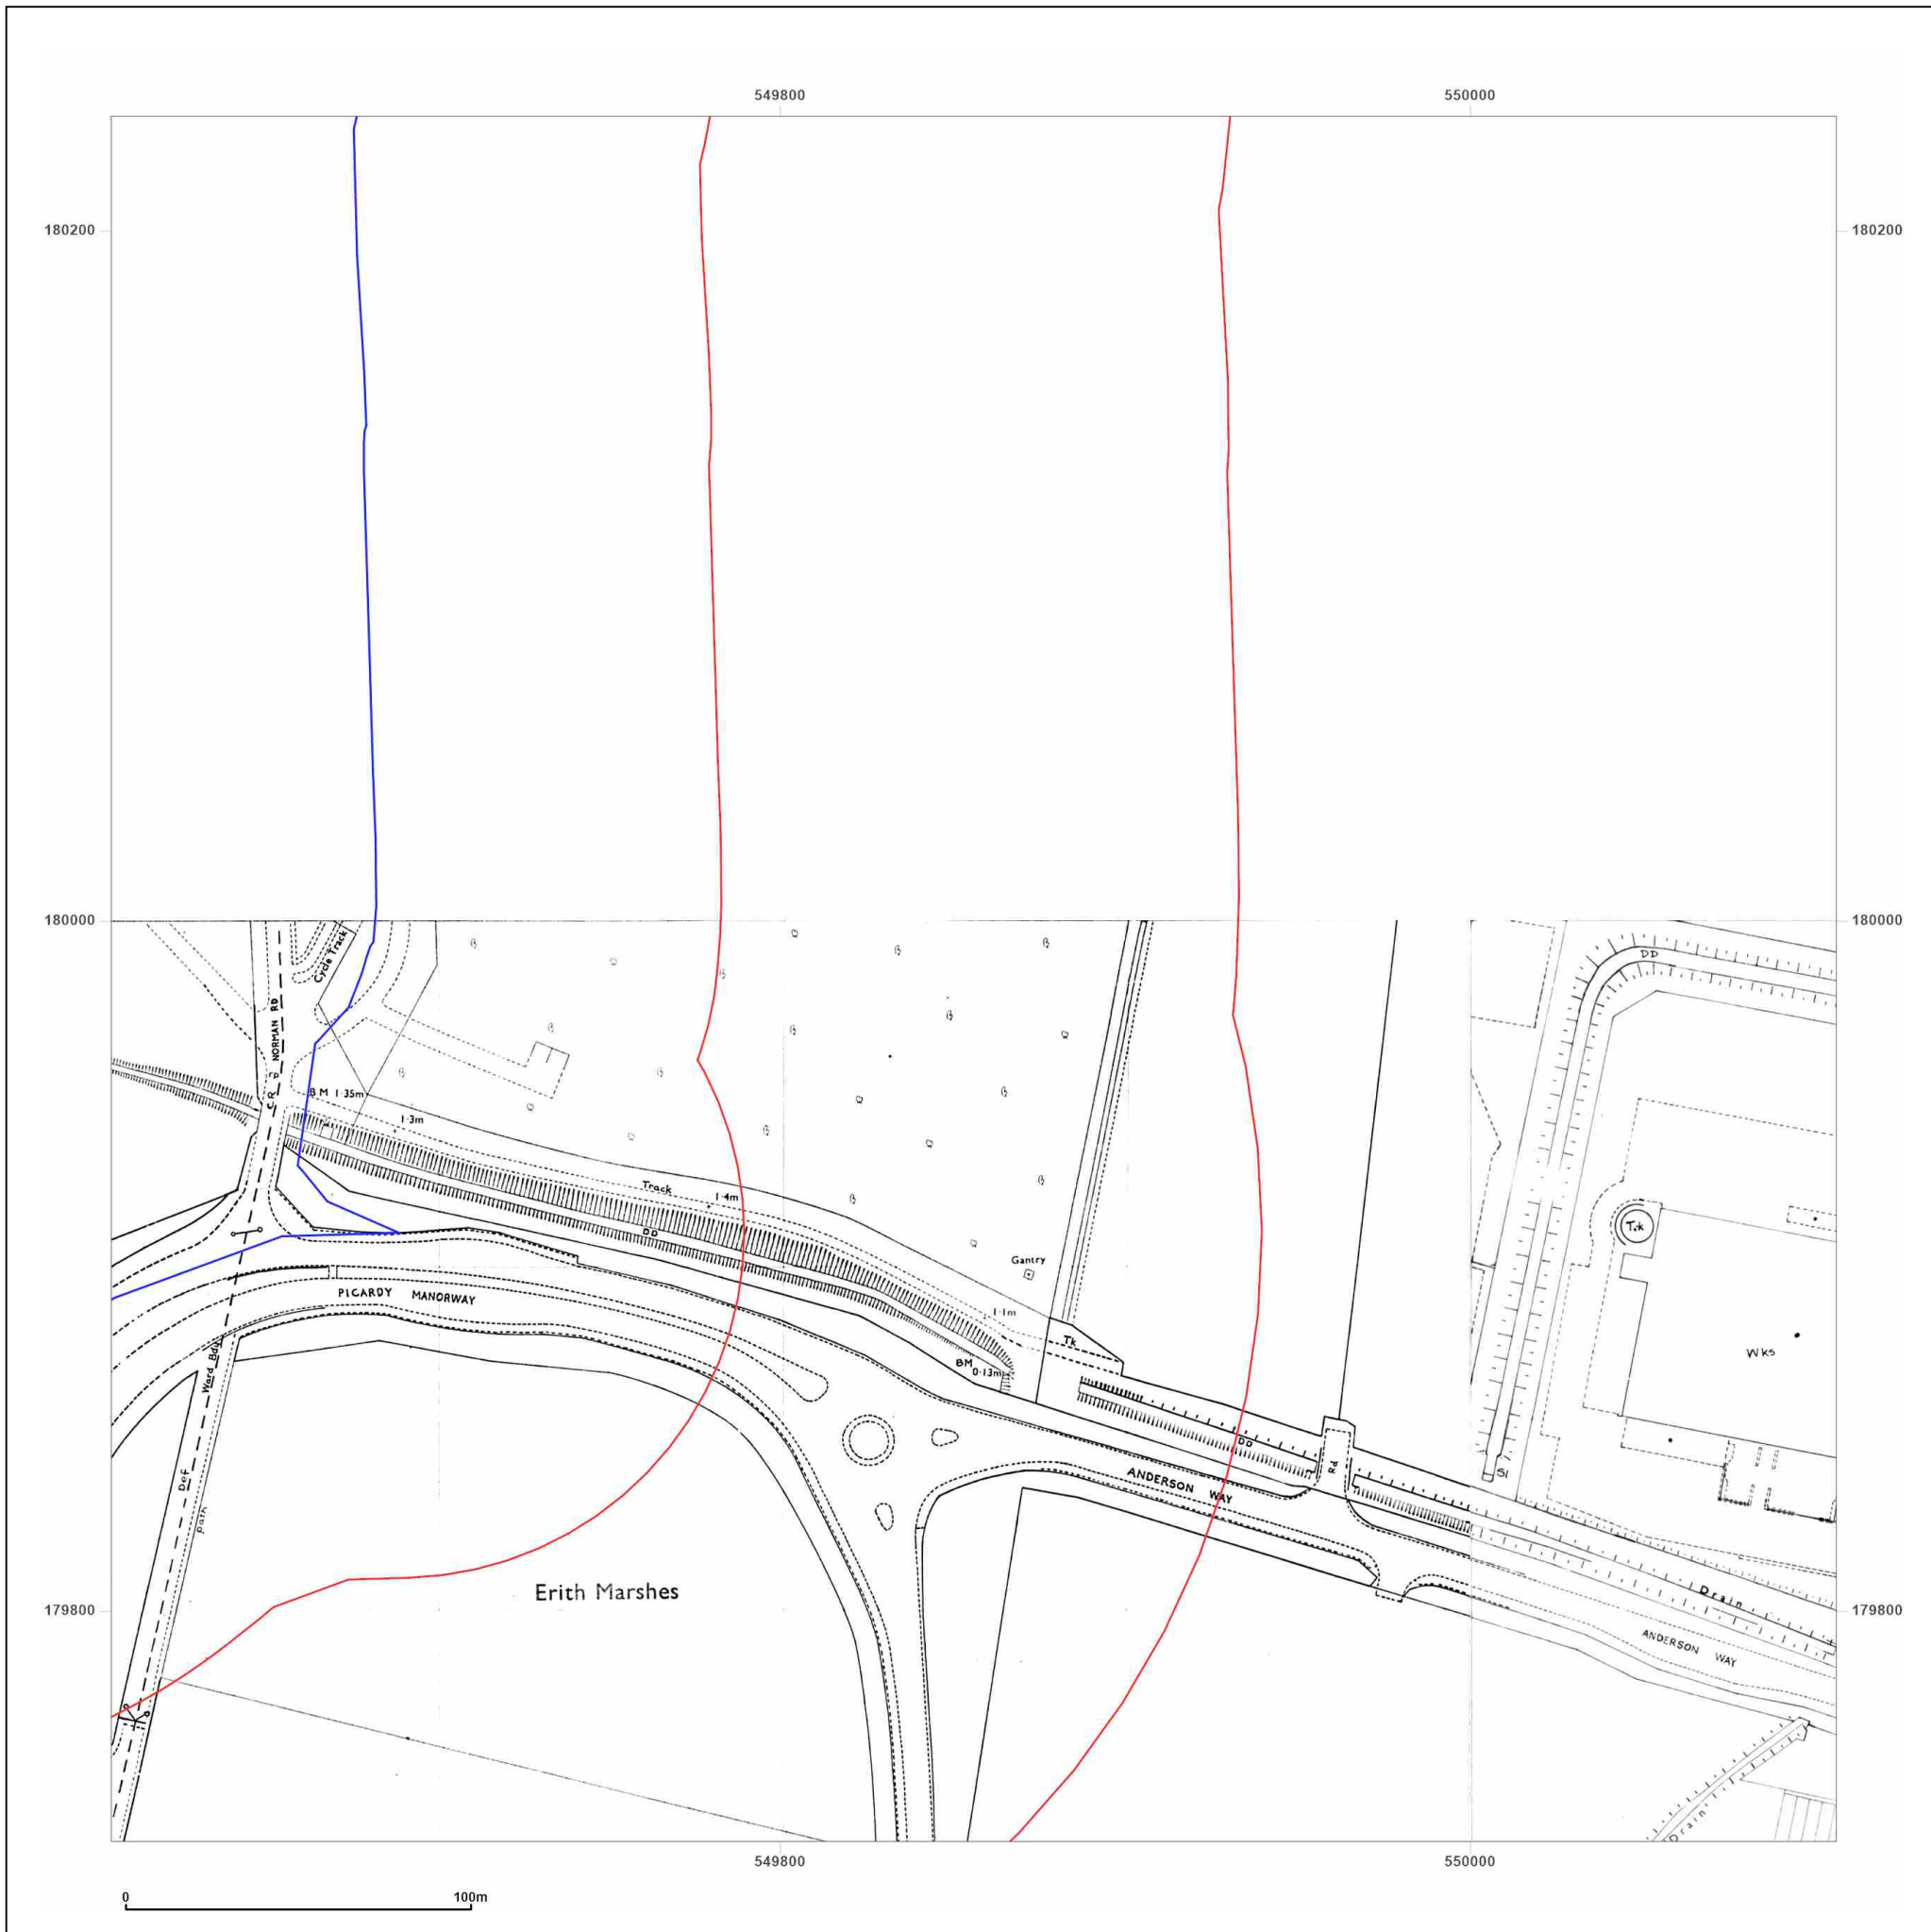 549800
550000
180200
180200
180000
180000
Cycle Track
NORMAN RD
DD
BM 1·35m
1·3m
Track
1·4m
DD
Tk
Gantry
1·1m
Tk
BM
0·13m
PICARDY MANORWAY
Wks
Ward Bdy
DD
Rd
ANDERSON WAY
Sl
Def
path
Erith Marshes
179800
179800
Drain
ANDERSON WAY
Drain
549800
550000
0
100m